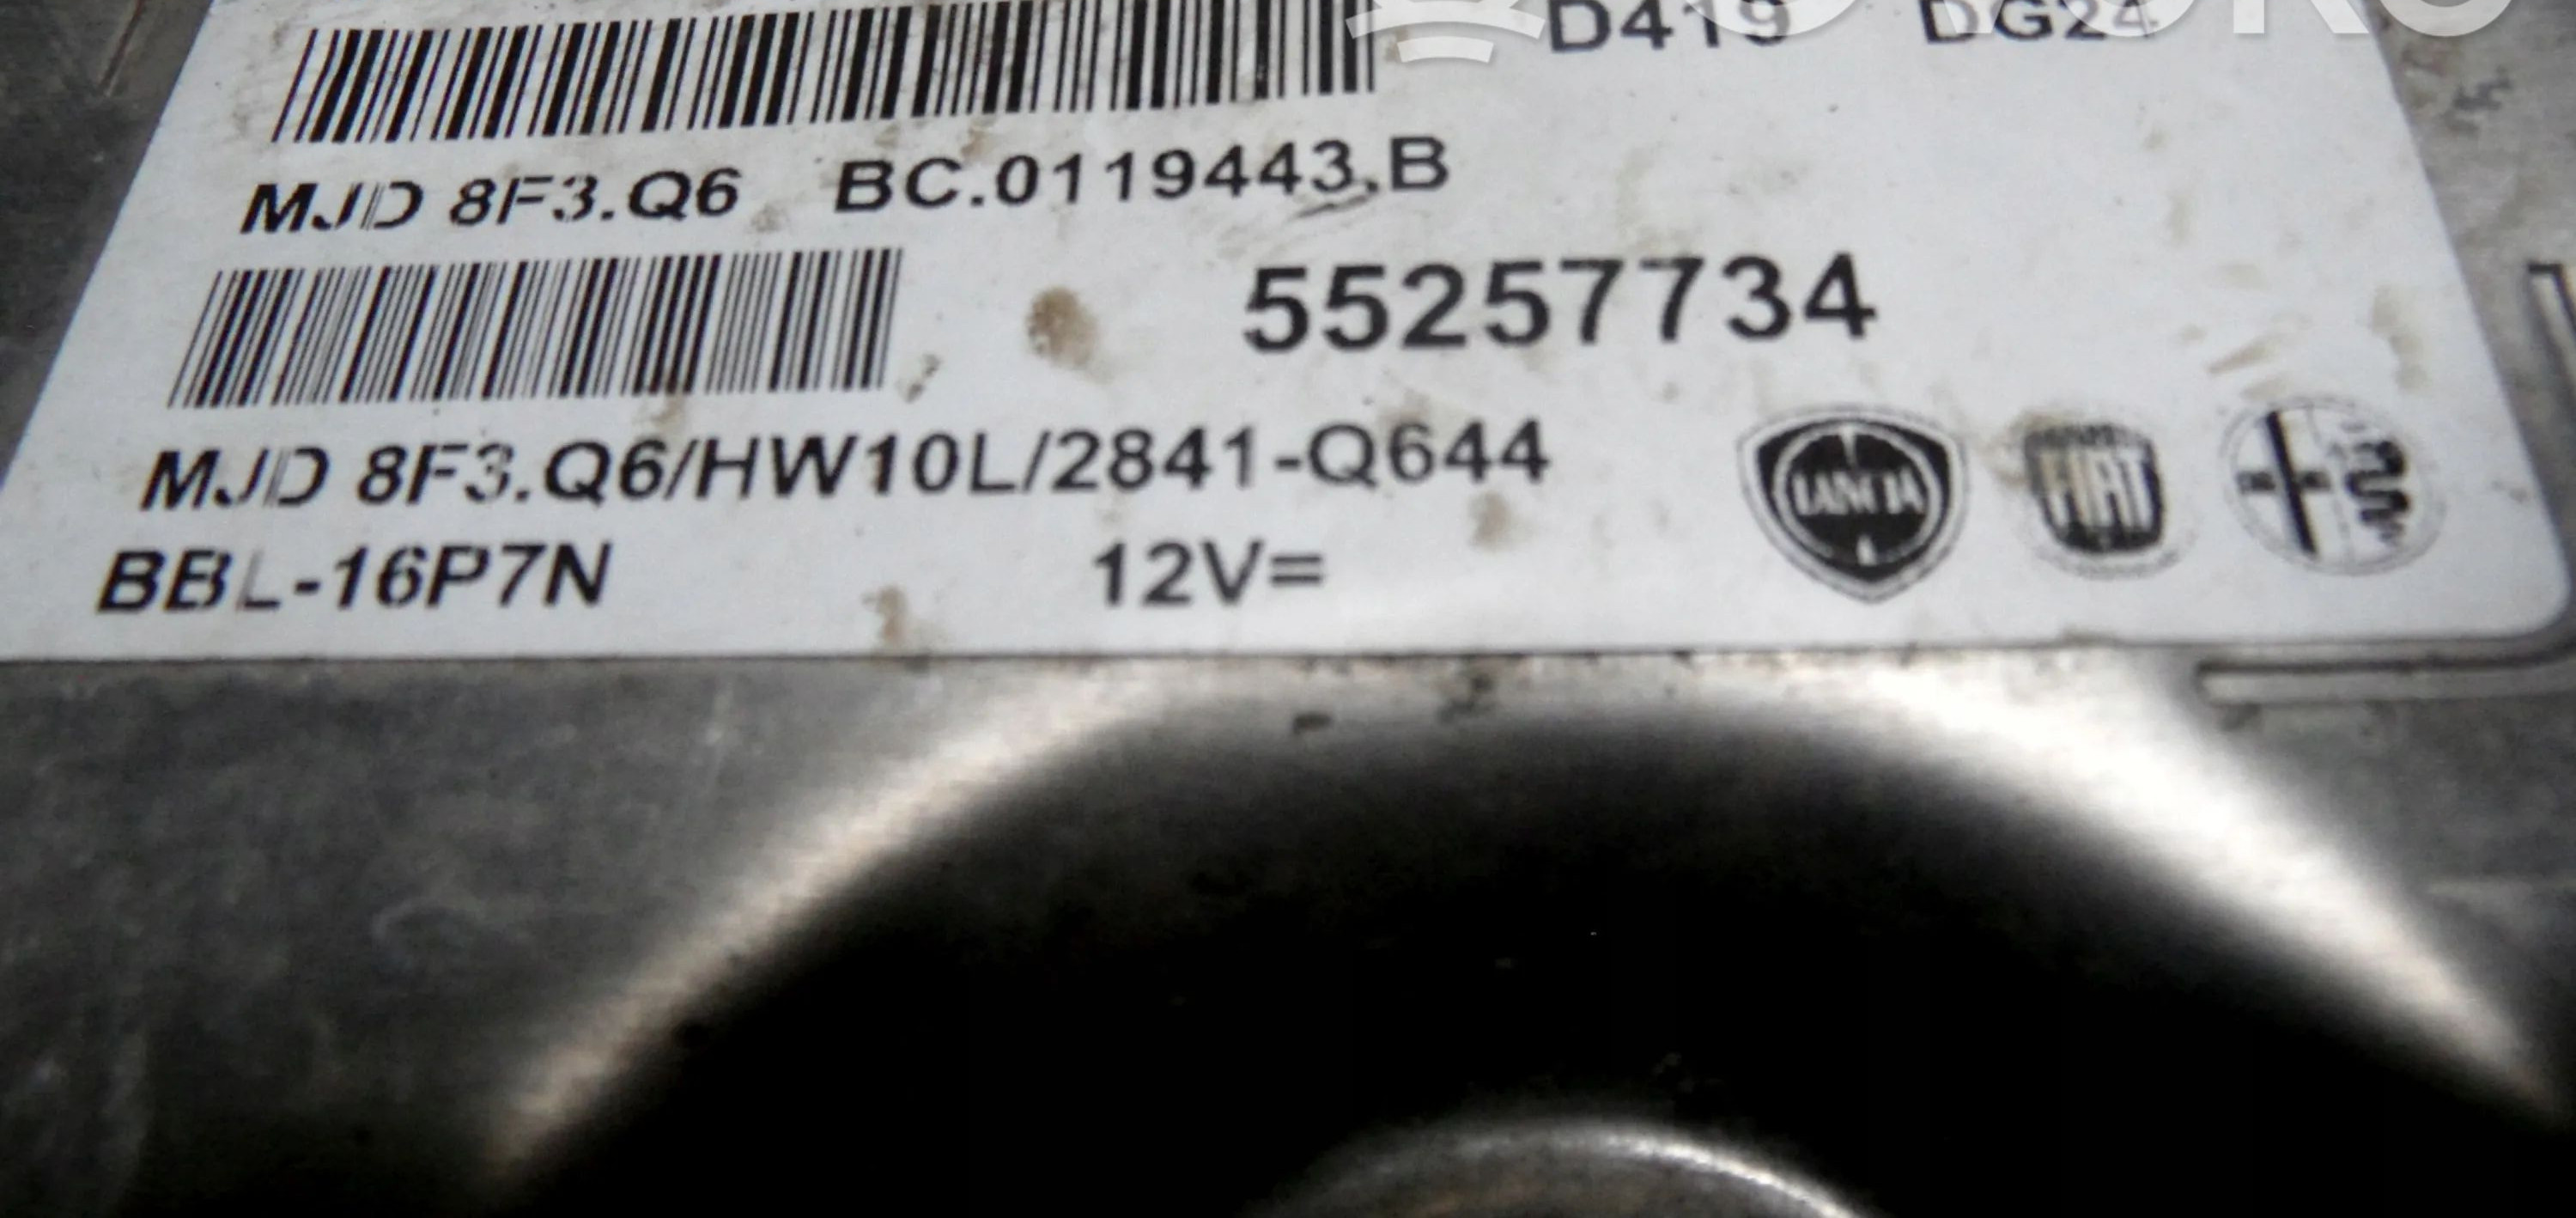 D419 DG24
MJD 8F3.Q6 BC.0119443.B
55257734
MJD 8F3.Q6/HW10L/2841-Q644
BBL-16P7N 12V=
LANCIA FIAT